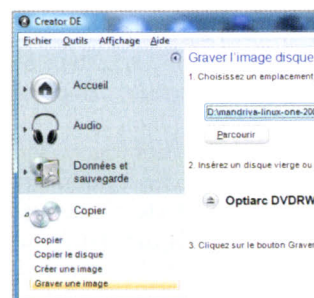 Creator DE
Fichier Outils Affichage Aide
Accueil
Audio
Données et
sauvegarde
Copier
Copier
Copier le disque
Créer une image
Graver une image
Graver l'image disque
1. Choisissez un emplacement
D:\mandriva-linux-one-200
Parcourir
2. Insérez un disque vierge ou
Optiarc DVDRW
3. Cliquez sur le bouton Graver